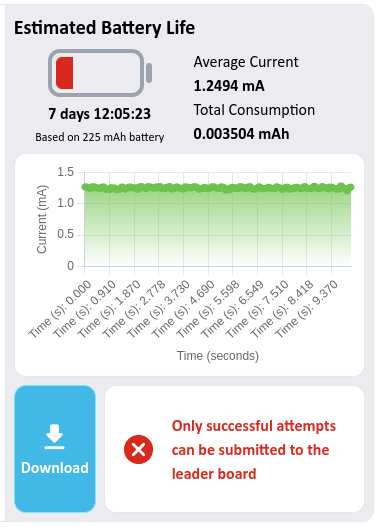 Estimated Battery Life
7 days 12:05:23
Based on 225 mAh battery
Average Current
1.2494 mA
Total Consumption
0.003504 mAh
Current (mA)
1.5
1.0
0.5
0
Time (s): 0.000
Time (s): 0.910
Time (s): 1.870
Time (s): 2.778
Time (s): 3.730
Time (s): 4.690
Time (s): 5.598
Time (s): 6.549
Time (s): 7.510
Time (s): 8.418
Time (s): 9.370
Time (seconds)
Download
Only successful attempts
can be submitted to the
leader board